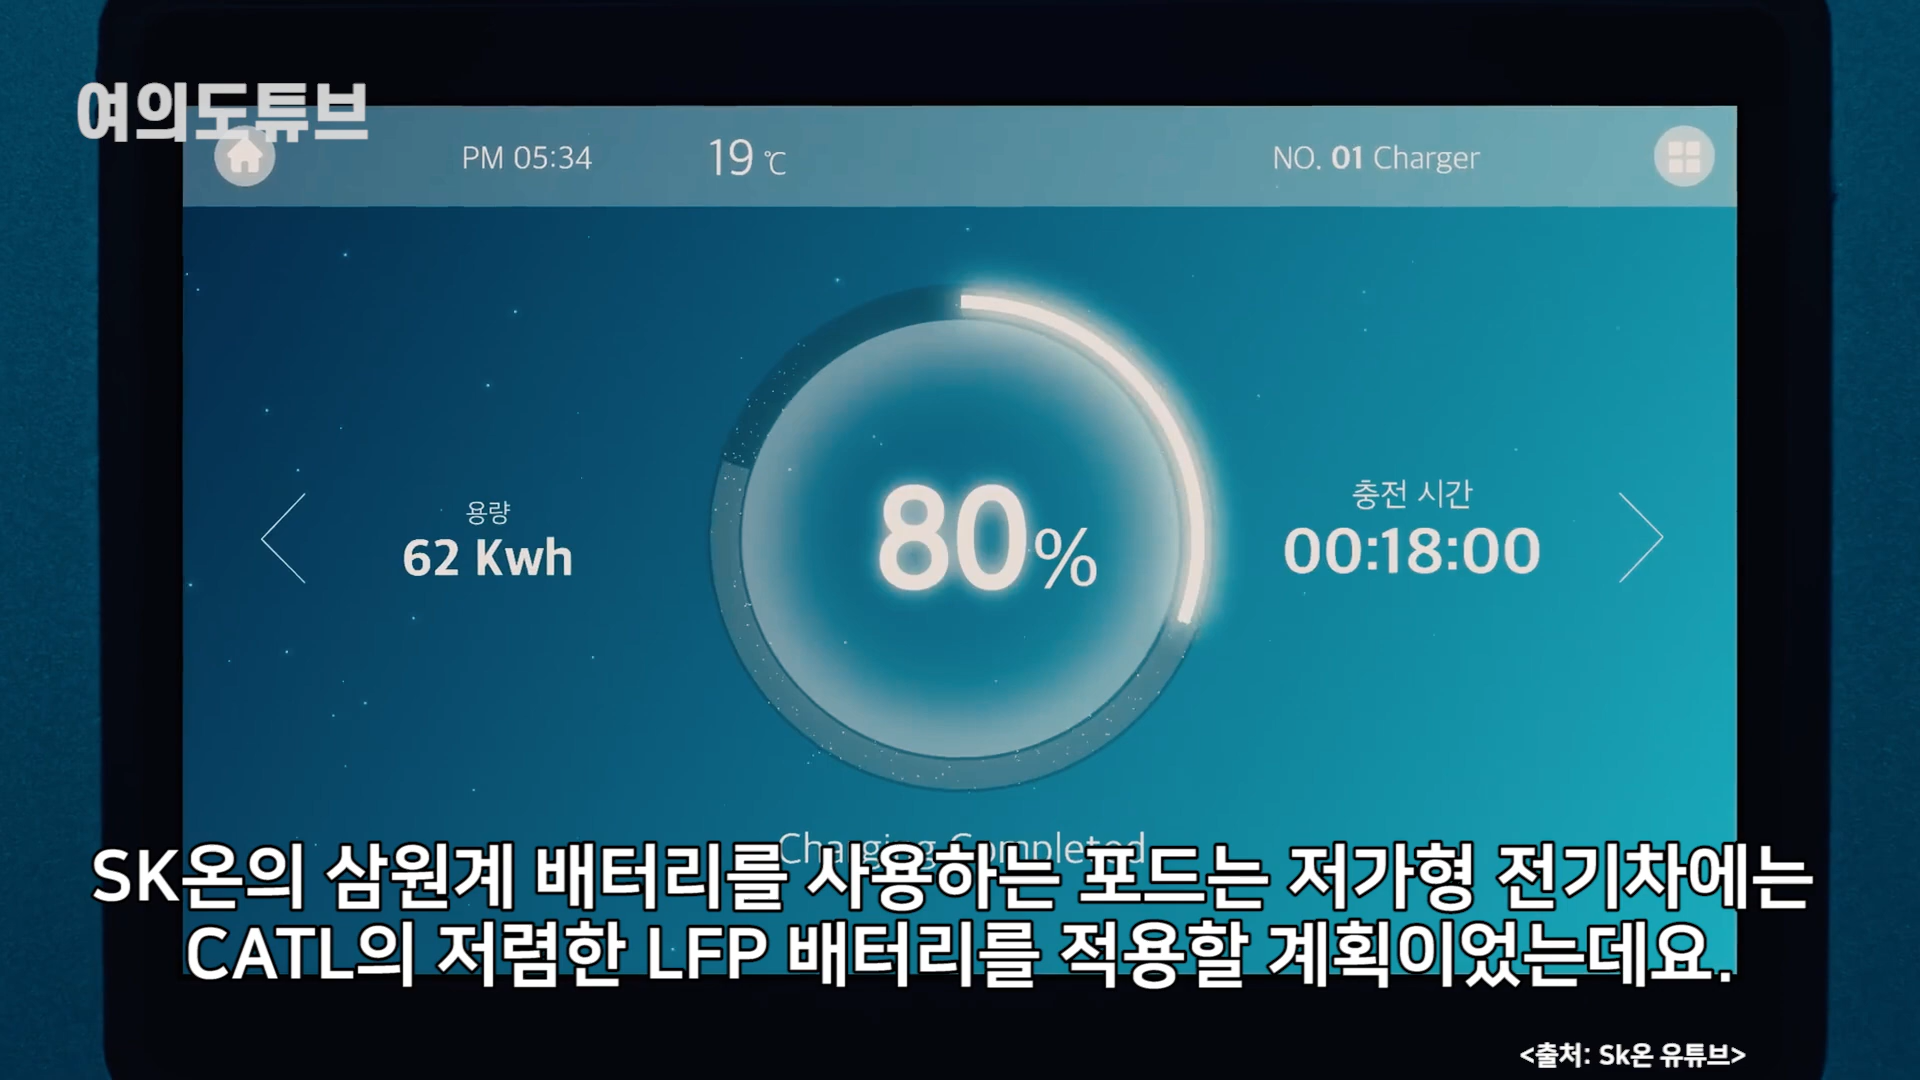 여의도튜브
PM 05:34
19 ℃
NO. 01 Charger
용량
62 Kwh
80%
충전 시간
00:18:00
Charging Completed
SK온의 삼원계 배터리를 사용하는 포드는 저가형 전기차에는
CATL의 저렴한 LFP 배터리를 적용할 계획이었는데요.
<출처: Sk온 유튜브>